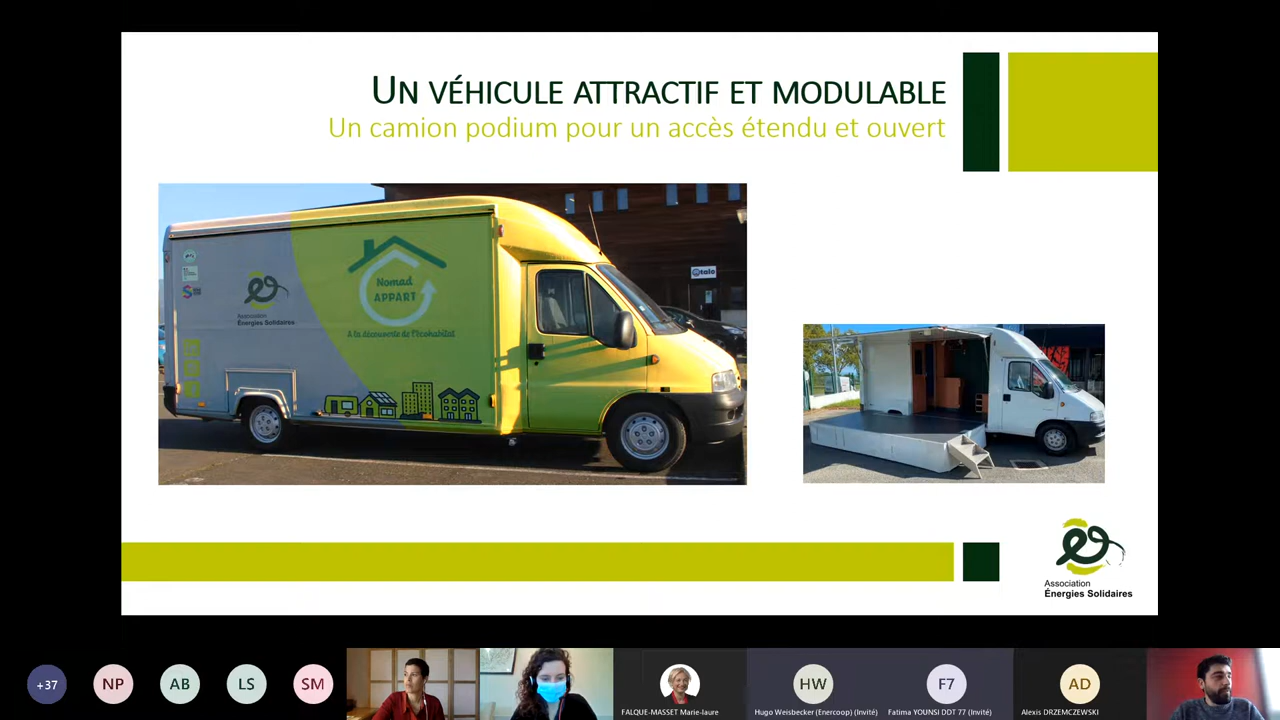 UN VÉHICULE ATTRACTIF ET MODULABLE
Un camion podium pour un accès étendu et ouvert
Nomad
APPART
A la découverte de l'Ecohabitat
Association
Énergies Solidaires
mtalo
Association
Énergies Solidaires
+37
NP
AB
LS
SM
FALQUE-MASSET Marie-laure
HW
Hugo Weisbecker (Enercoop) (Invité)
F7
Fatima YOUNSI DDT 77 (Invité)
AD
Alexis DRZEMCZEWSKI